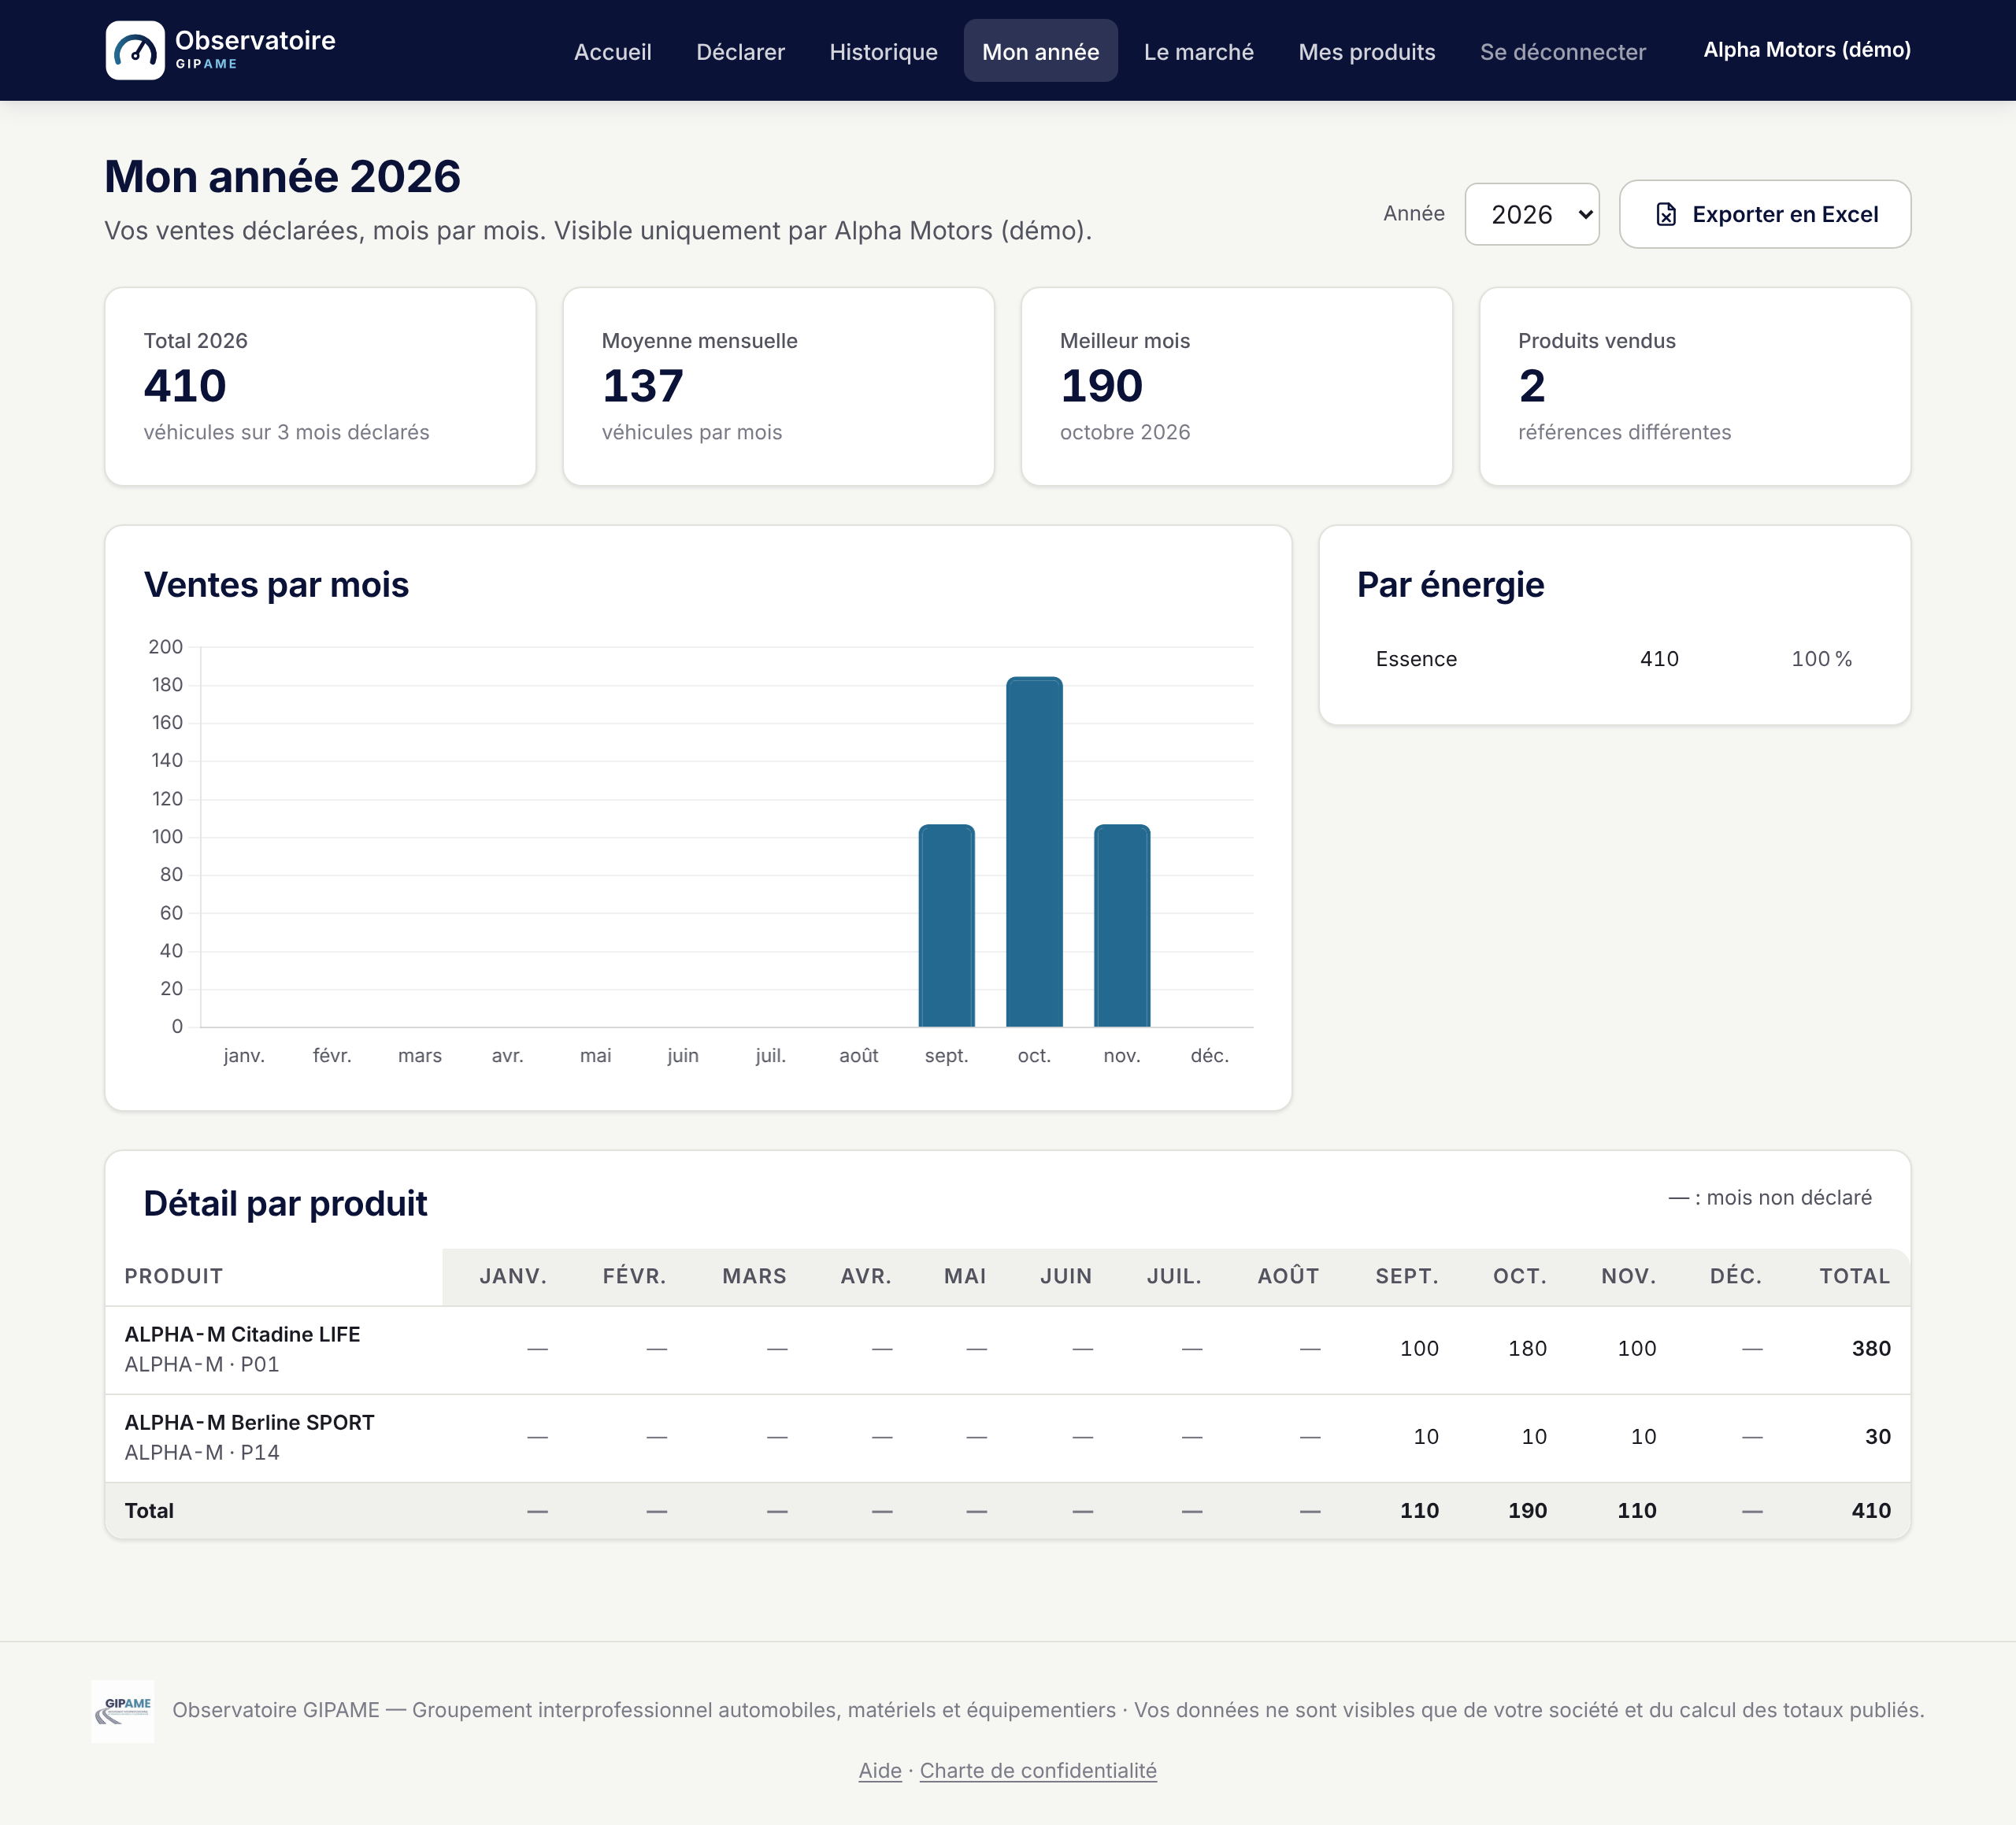 Observatoire
GIPAME
Accueil Déclarer Historique Mon année Le marché Mes produits Se déconnecter Alpha Motors (démo)
Mon année 2026
Vos ventes déclarées, mois par mois. Visible uniquement par Alpha Motors (démo).
Année 2026 Exporter en Excel
Total 2026
410
véhicules sur 3 mois déclarés
Moyenne mensuelle
137
véhicules par mois
Meilleur mois
190
octobre 2026
Produits vendus
2
références différentes
Ventes par mois
200
180
160
140
120
100
80
60
40
20
0
janv. févr. mars avr. mai juin juil. août sept. oct. nov. déc.
Par énergie
Essence 410 100 %
Détail par produit
— : mois non déclaré
PRODUIT JANV. FÉVR. MARS AVR. MAI JUIN JUIL. AOÛT SEPT. OCT. NOV. DÉC. TOTAL
ALPHA-M Citadine LIFE
ALPHA-M · P01
— — — — — — — — 100 180 100 — 380
ALPHA-M Berline SPORT
ALPHA-M · P14
— — — — — — — — 10 10 10 — 30
Total — — — — — — — — 110 190 110 — 410
GIPAME
Observatoire GIPAME — Groupement interprofessionnel automobiles, matériels et équipementiers · Vos données ne sont visibles que de votre société et du calcul des totaux publiés.
Aide · Charte de confidentialité